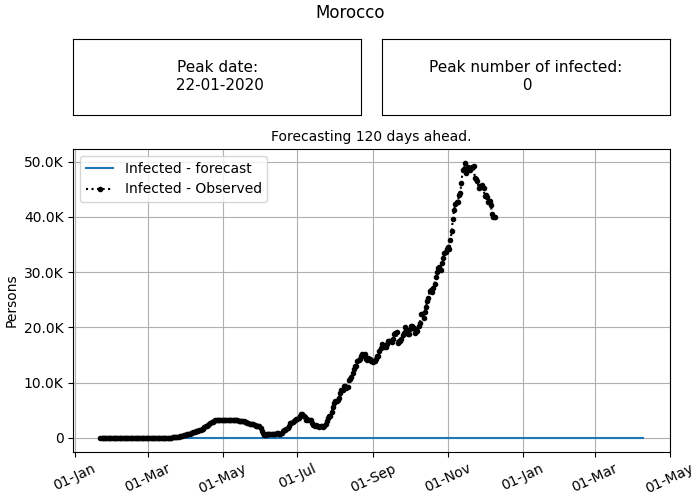 Morocco
Peak date:
22-01-2020
Peak number of infected:
0
Forecasting 120 days ahead.
Infected - forecast
Infected - Observed
50.0K
40.0K
30.0K
20.0K
10.0K
0
Persons
01-Jan
01-Mar
01-May
01-Jul
01-Sep
01-Nov
01-Jan
01-Mar
01-May